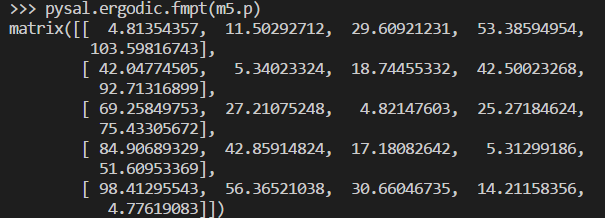 >>> pysal.ergodic.fmpt(m5.p)
matrix([[ 4.81354357, 11.50292712, 29.60921231, 53.38594954,
103.59816743],
[ 42.04774505, 5.34023324, 18.74455332, 42.50023268,
92.71316899],
[ 69.25849753, 27.21075248, 4.82147603, 25.27184624,
75.43305672],
[ 84.90689329, 42.85914824, 17.18082642, 5.31299186,
51.60953369],
[ 98.41295543, 56.36521038, 30.66046735, 14.21158356,
4.77619083]])